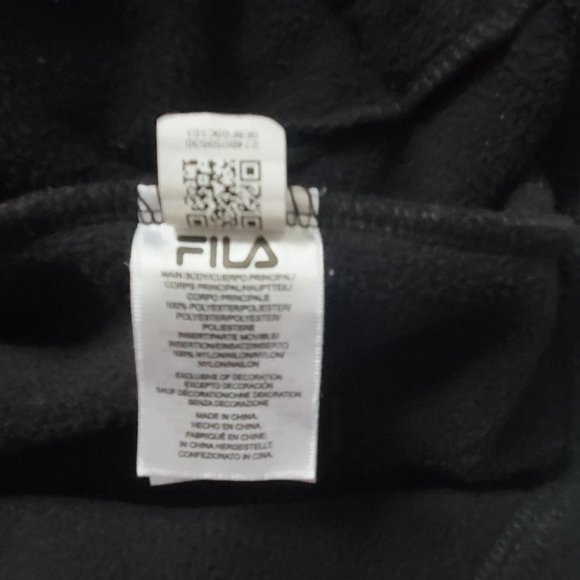 FILA
MAIN BODY/CUERPO PRINCIPAL/
CORPS PRINCIPAL/HAUPTTEIL/
CORPO PRINCIPALE
100% POLYESTER/POLIESTER/
POLYESTER/POLYESTER/
POLIESTERE
INSERT/PARTE MOVIBLE/
INSERTION/EINSATZ/INSERTO
100% NYLON/NILON/NYLON/
NYLON/NAILON
EXCLUSIVE OF DECORATION
EXCEPTO DECORACIÓN
SAUF DÉCORATION/OHNE DEKORATION
SENZA DECORAZIONE
MADE IN CHINA.
HECHO EN CHINA.
FABRIQUÉ EN CHINE.
IN CHINA HERGESTELLT.
CONFEZIONATO IN CINA.